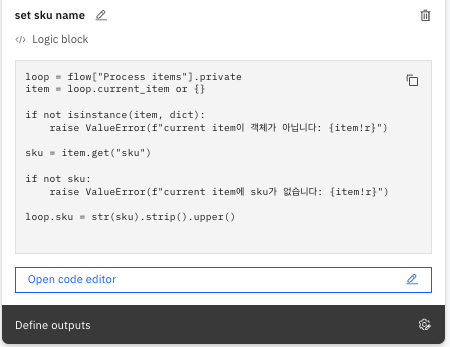 set sku name
</> Logic block
loop = flow["Process items"].private
item = loop.current_item or {}
if not isinstance(item, dict):
    raise ValueError(f"current item이 객체가 아닙니다: {item!r}")
sku = item.get("sku")
if not sku:
    raise ValueError(f"current item에 sku가 없습니다: {item!r}")
loop.sku = str(sku).strip().upper()
Open code editor
Define outputs